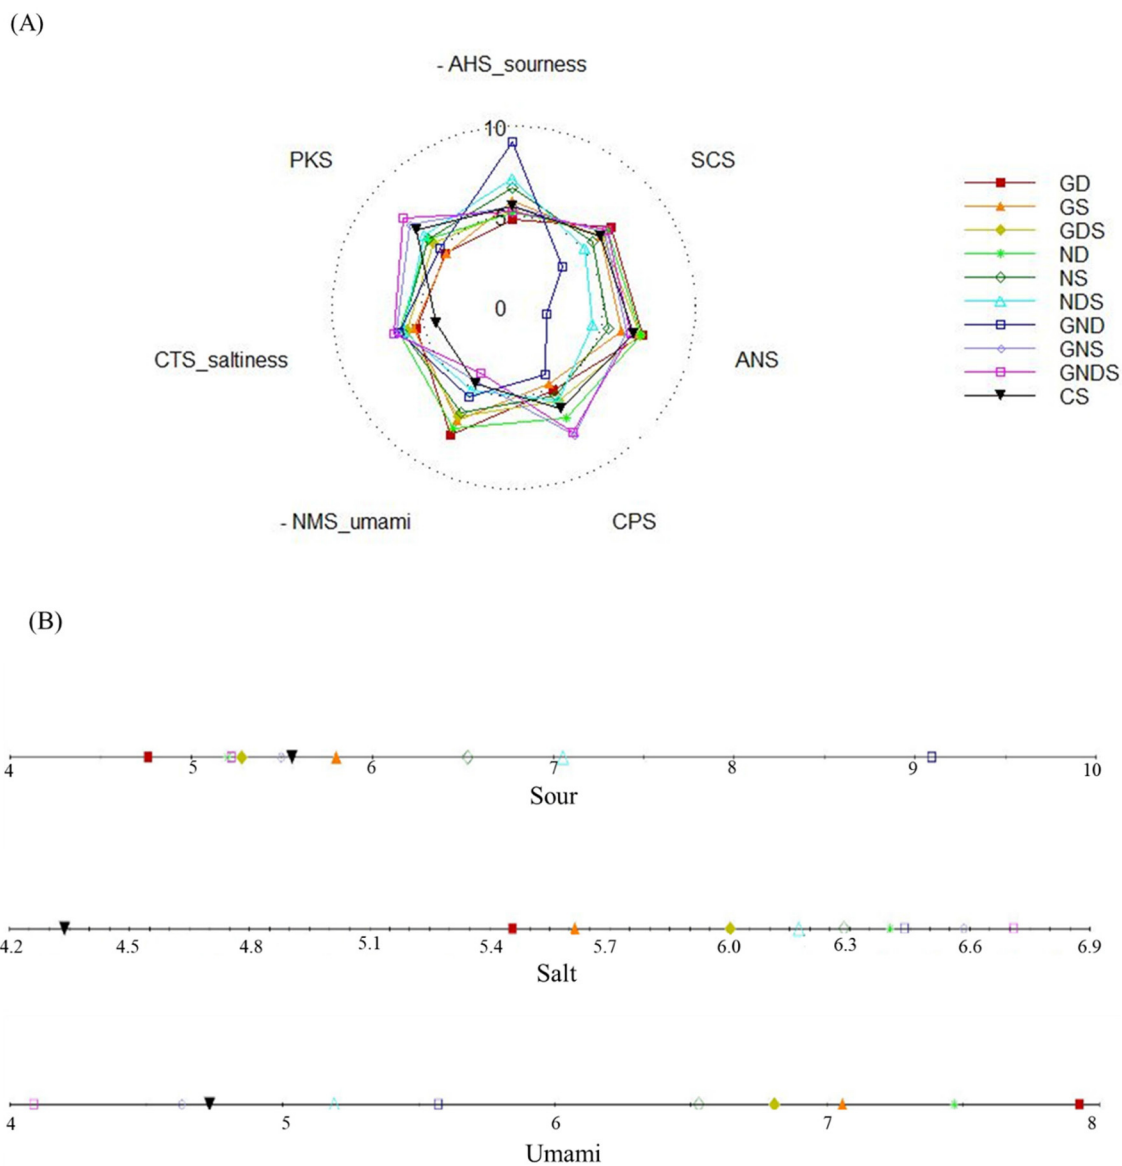 (A)
- AHS_sourness
10
PKS
SCS
5
0
CTS_saltiness
ANS
- NMS_umami
CPS
GD
GS
GDS
ND
NS
NDS
GND
GNS
GNDS
CS
(B)
4 5 6 7 8 9 10
Sour
4.2 4.5 4.8 5.1 5.4 5.7 6.0 6.3 6.6 6.9
Salt
4 5 6 7 8
Umami